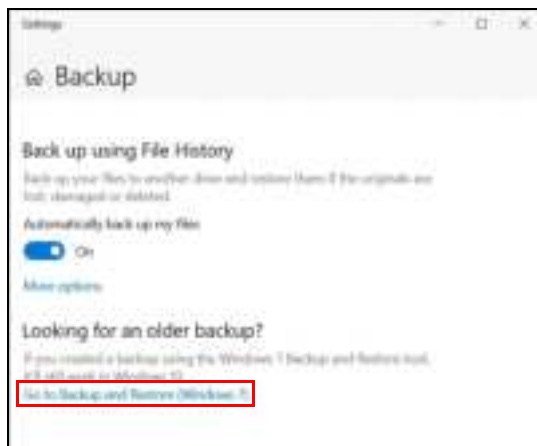 Settings
Backup
Back up using File History
Back up your files to another drive and restore them if the originals are
lost, damaged or deleted.
Automatically back up my files
On
More options
Looking for an older backup?
If you created a backup using the Windows 7 Backup and Restore tool,
it'll still work in Windows 10.
Go to Backup and Restore (Windows 7)